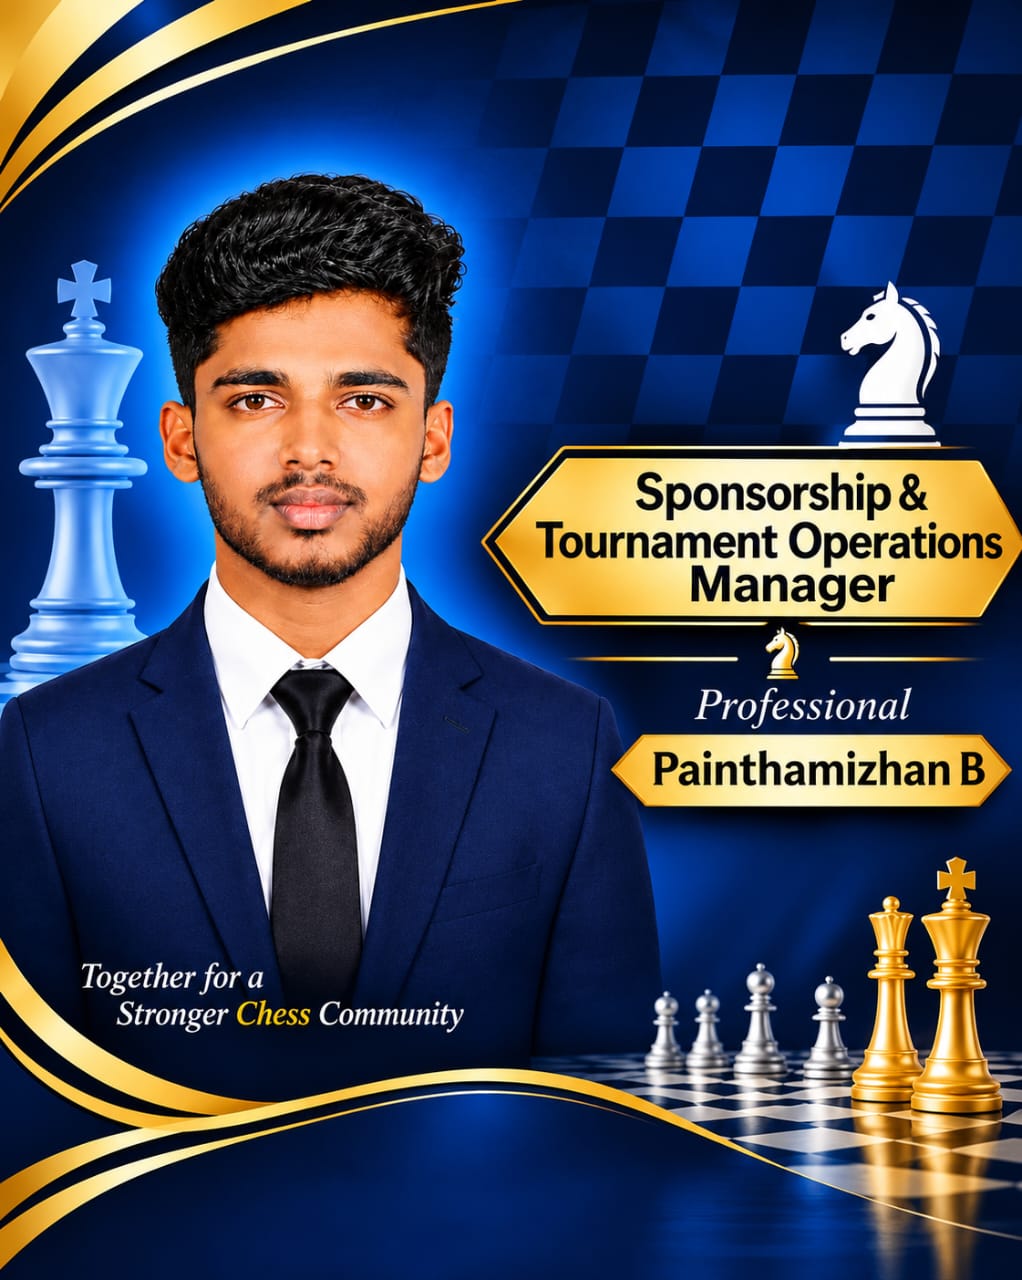 Sponsorship &
Tournament Operations
Manager
Professional
Painthamizhan B
Together for a
Stronger Chess Community